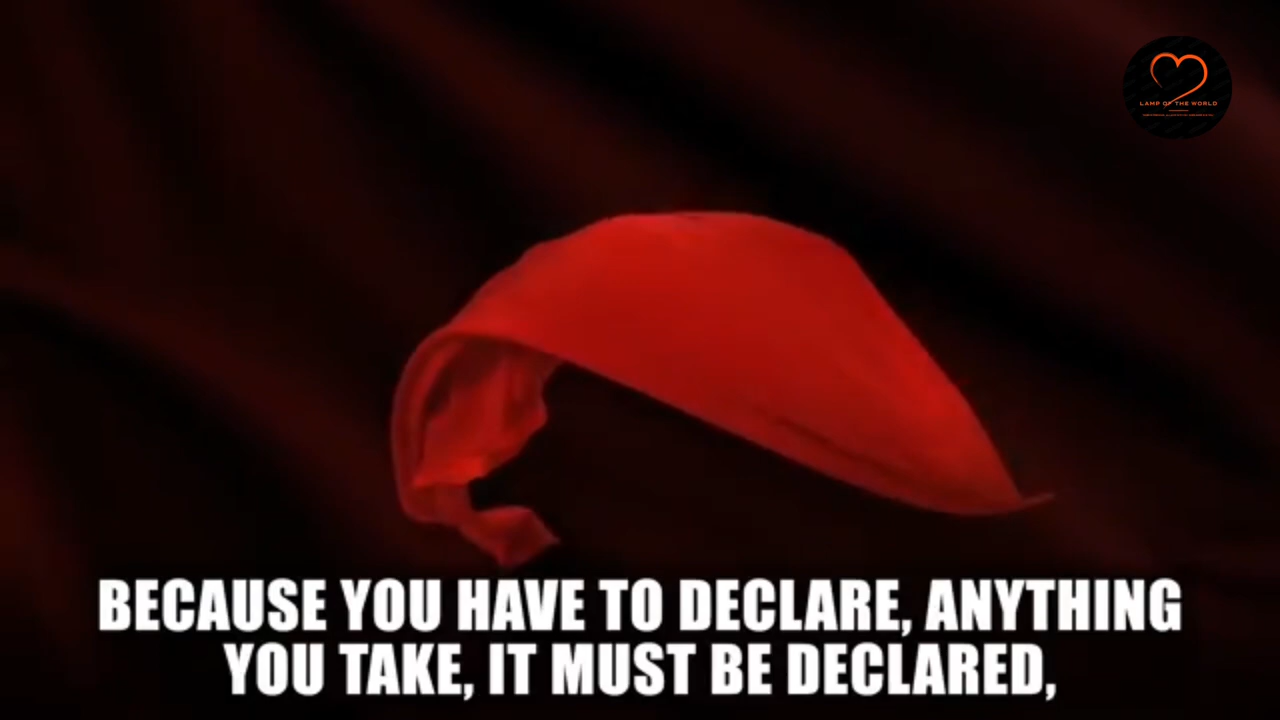 LAMP OF THE WORLD
BECAUSE YOU HAVE TO DECLARE, ANYTHING
YOU TAKE, IT MUST BE DECLARED,